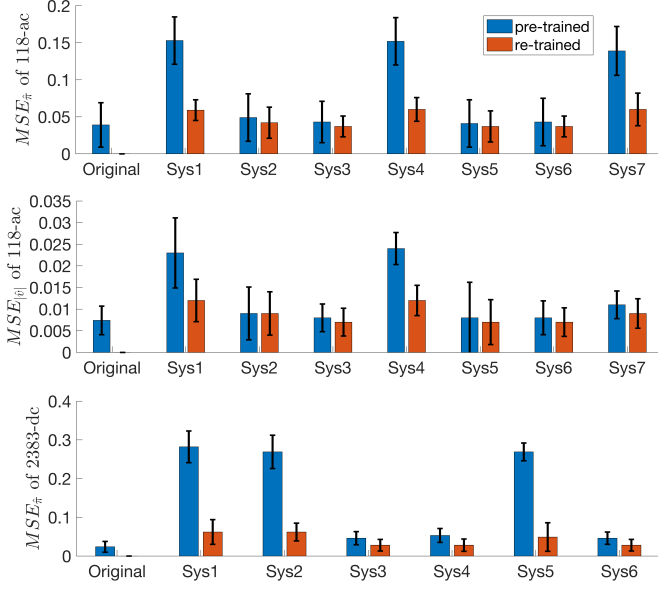 MSE_π̂ of 118-ac
0.2
0.15
0.1
0.05
0
pre-trained
re-trained
Original Sys1 Sys2 Sys3 Sys4 Sys5 Sys6 Sys7
MSE_|v̂| of 118-ac
0.035
0.03
0.025
0.02
0.015
0.01
0.005
0
Original Sys1 Sys2 Sys3 Sys4 Sys5 Sys6 Sys7
MSE_π̂ of 2383-dc
0.4
0.3
0.2
0.1
0
Original Sys1 Sys2 Sys3 Sys4 Sys5 Sys6